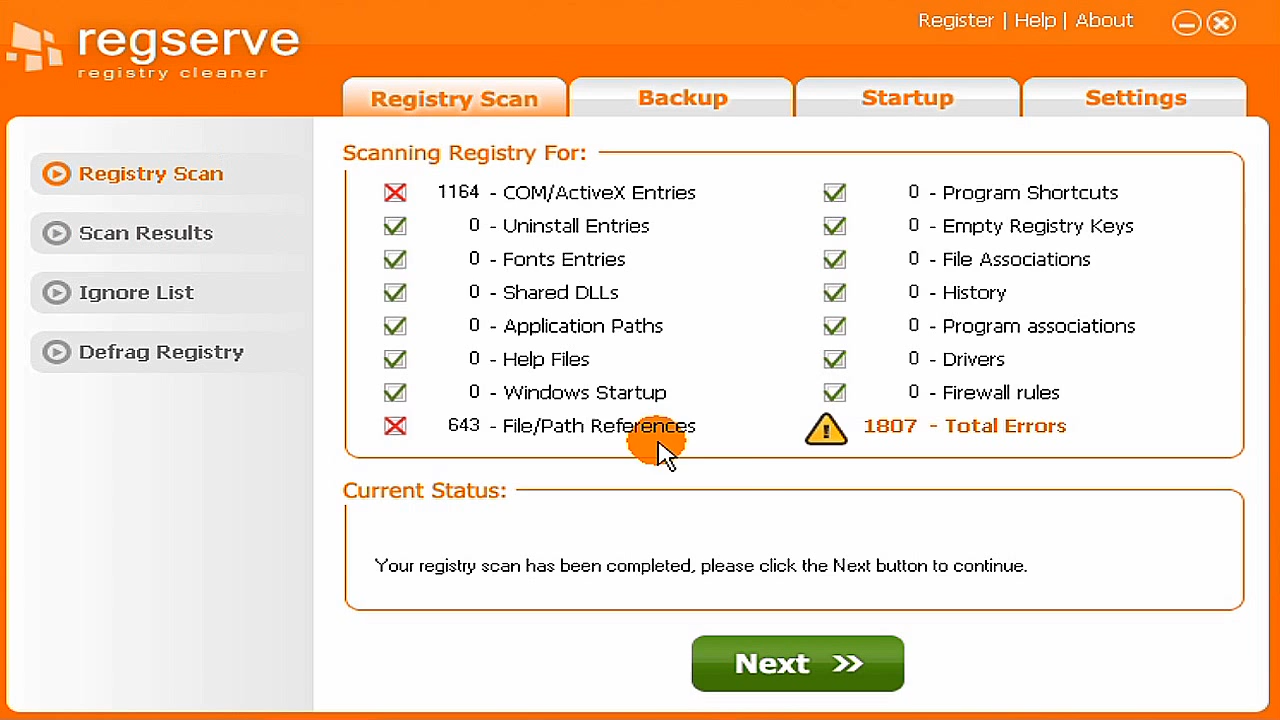 Register | Help | About
regserve
registry cleaner
Registry Scan
Backup
Startup
Settings
Registry Scan
Scan Results
Ignore List
Defrag Registry
Scanning Registry For:
1164 - COM/ActiveX Entries
0 - Uninstall Entries
0 - Fonts Entries
0 - Shared DLLs
0 - Application Paths
0 - Help Files
0 - Windows Startup
643 - File/Path References
0 - Program Shortcuts
0 - Empty Registry Keys
0 - File Associations
0 - History
0 - Program associations
0 - Drivers
0 - Firewall rules
1807 - Total Errors
Current Status:
Your registry scan has been completed, please click the Next button to continue.
Next >>